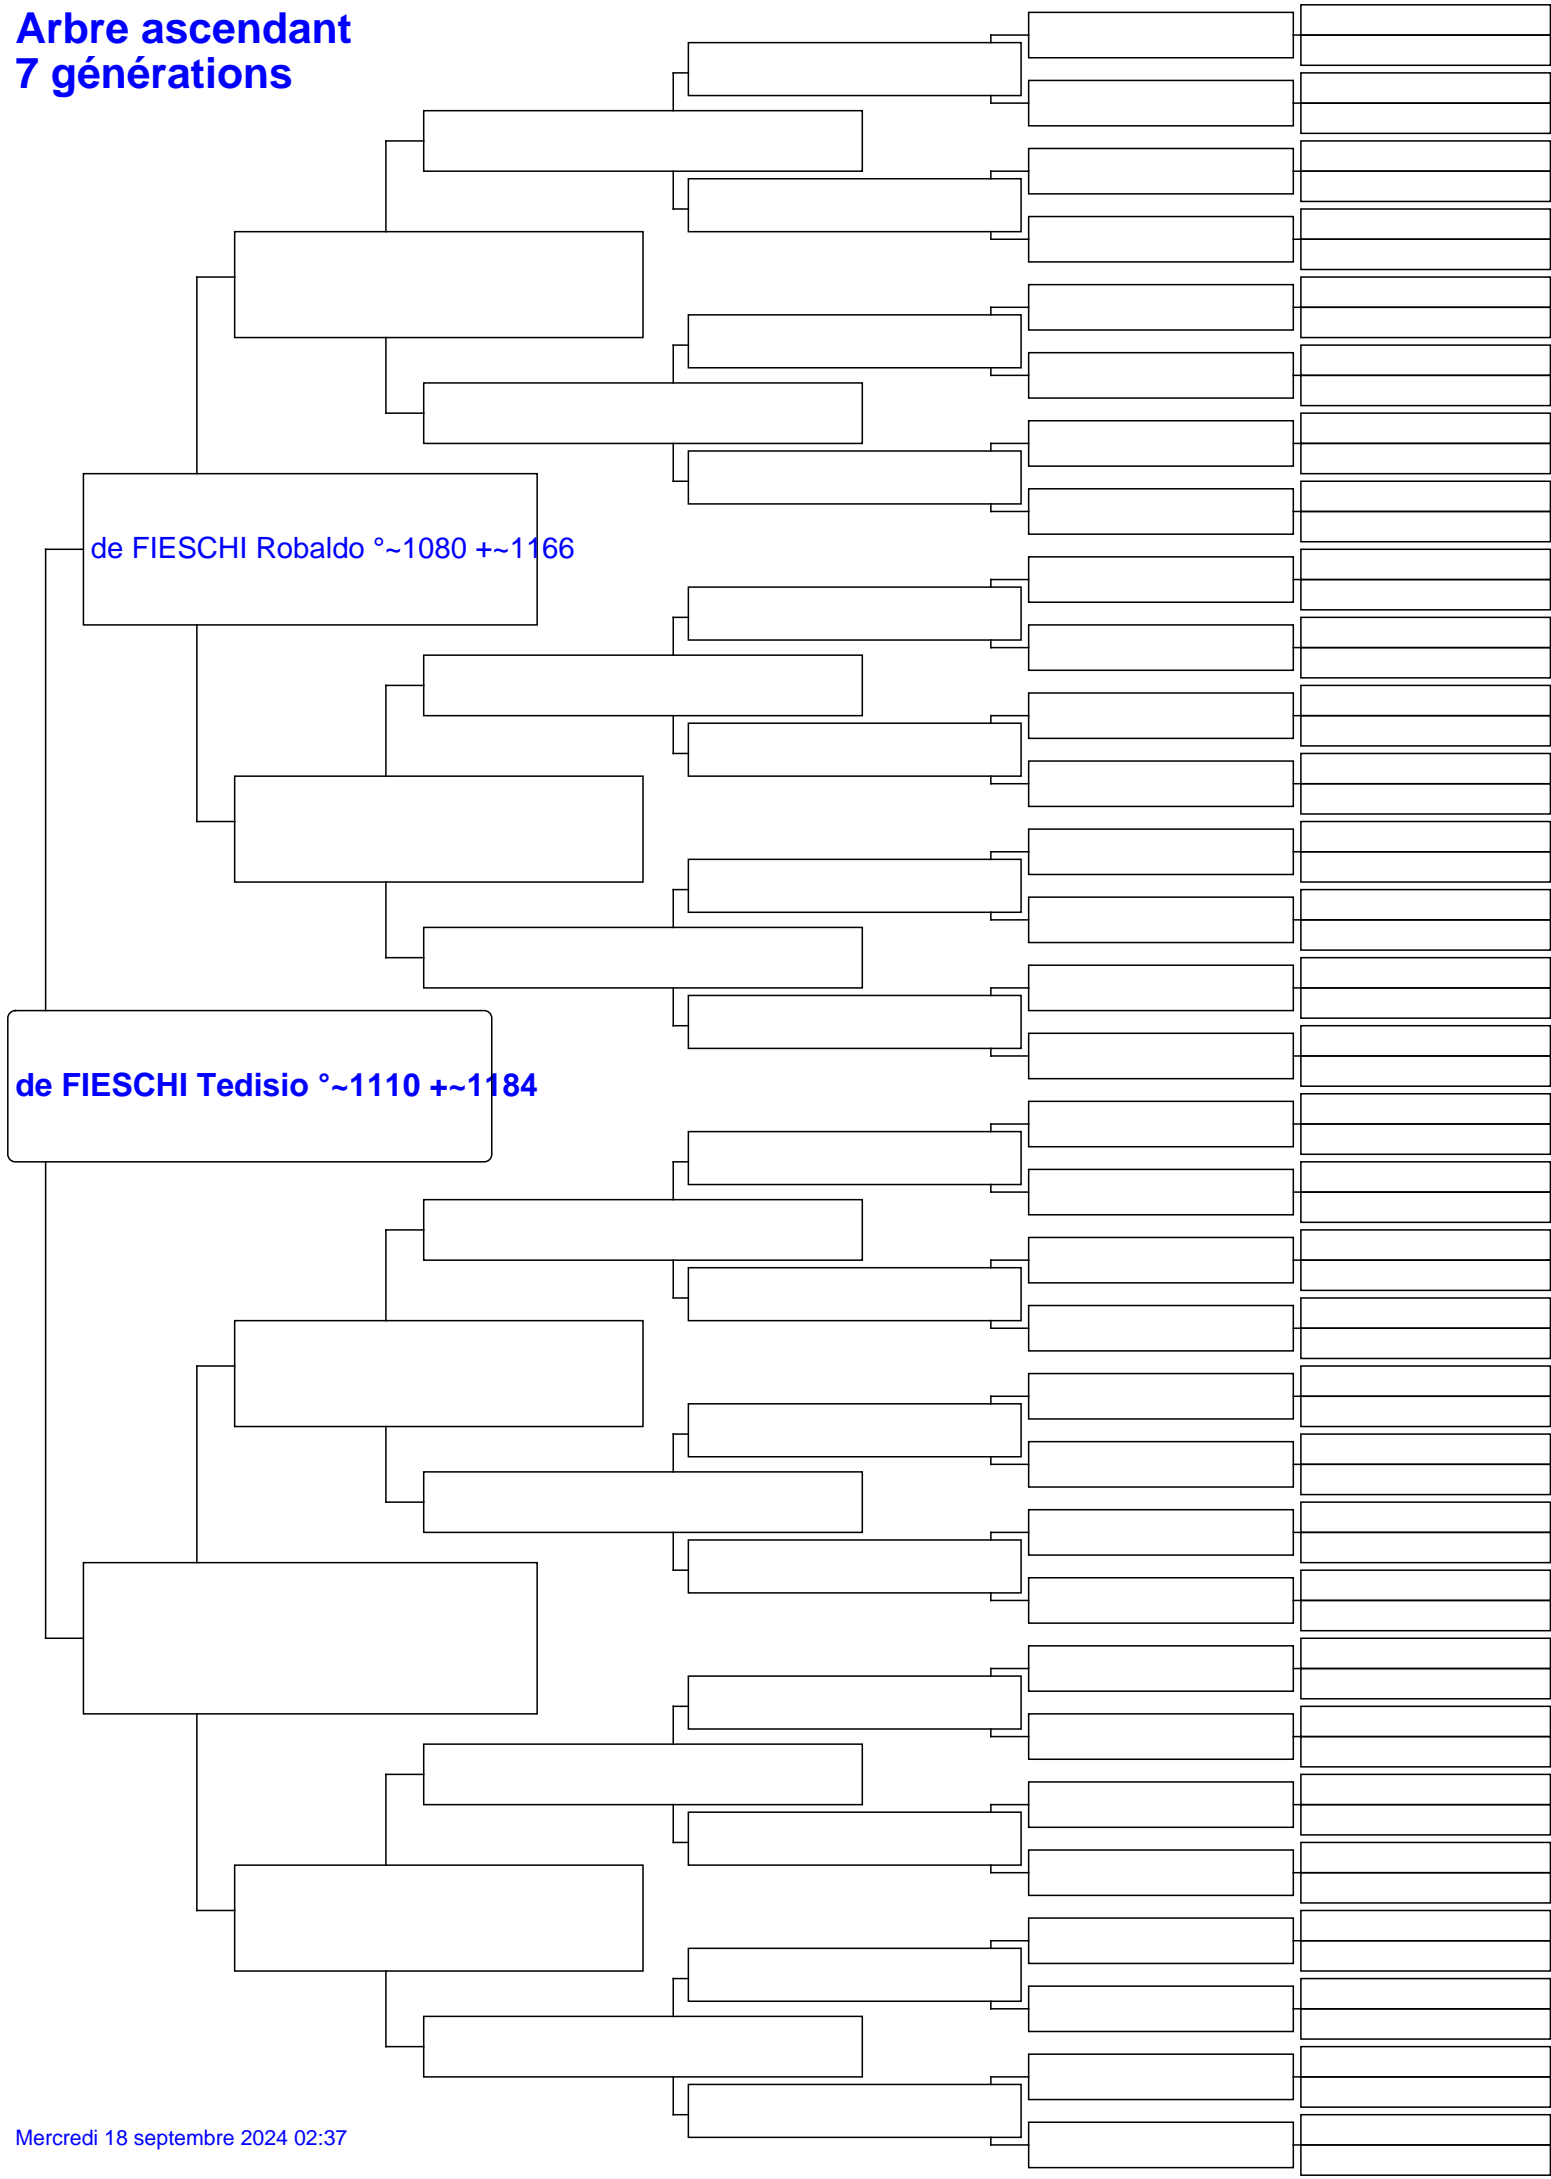 Arbre ascendant
7 générations
de FIESCHI Robaldo °~1080 +~1166
de FIESCHI Tedisio °~1110 +~1184
Mercredi 18 septembre 2024 02:37